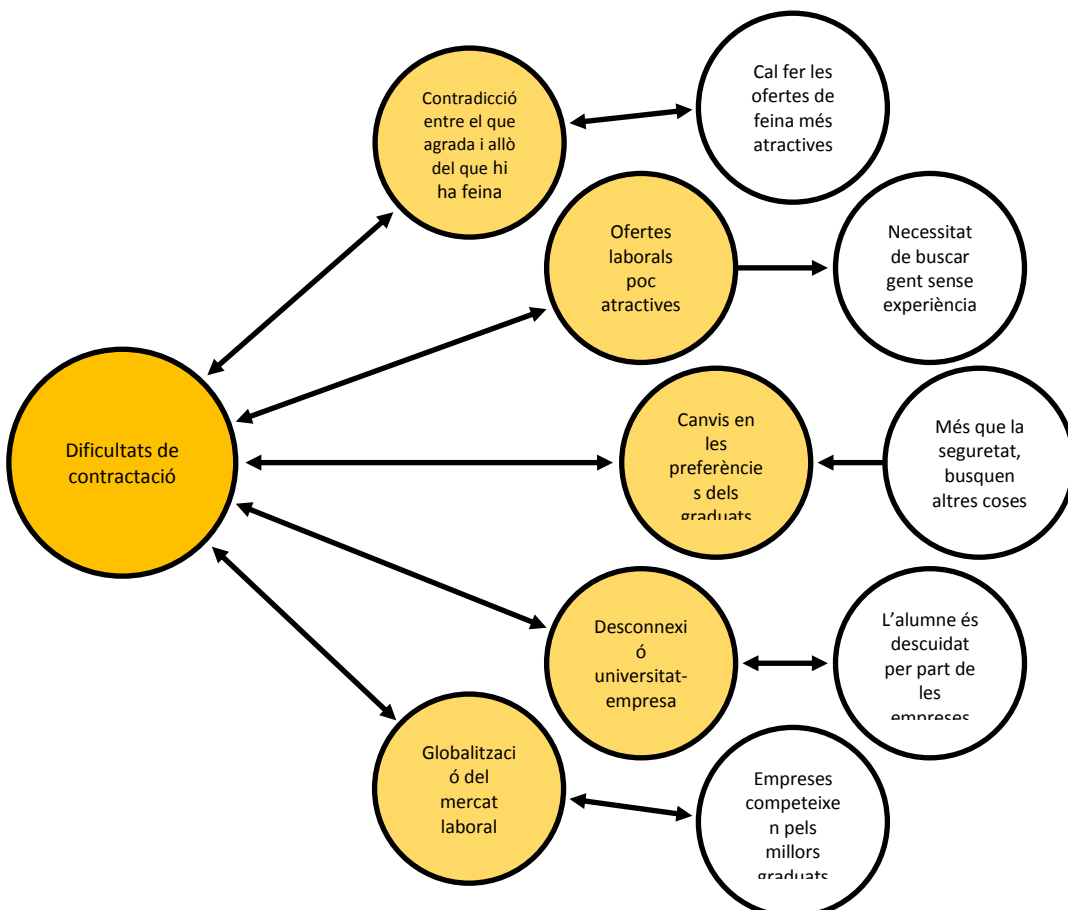 Contradicció
entre el que
agrada i allò
del que hi
ha feina
Cal fer les
ofertes de
feina més
atractives
Ofertes
laborals
poc
atractives
Necessitat
de buscar
gent sense
experiència
Dificultats de
contractació
Canvis en
les
preferèncie
s dels
graduats
Més que la
seguretat,
busquen
altres coses
Desconnexi
ó
universitat-
empresa
L’alumne és
descuidat
per part de
les
empreses
Globalitzaci
ó del
mercat
laboral
Empreses
competeixe
n pels
millors
graduats